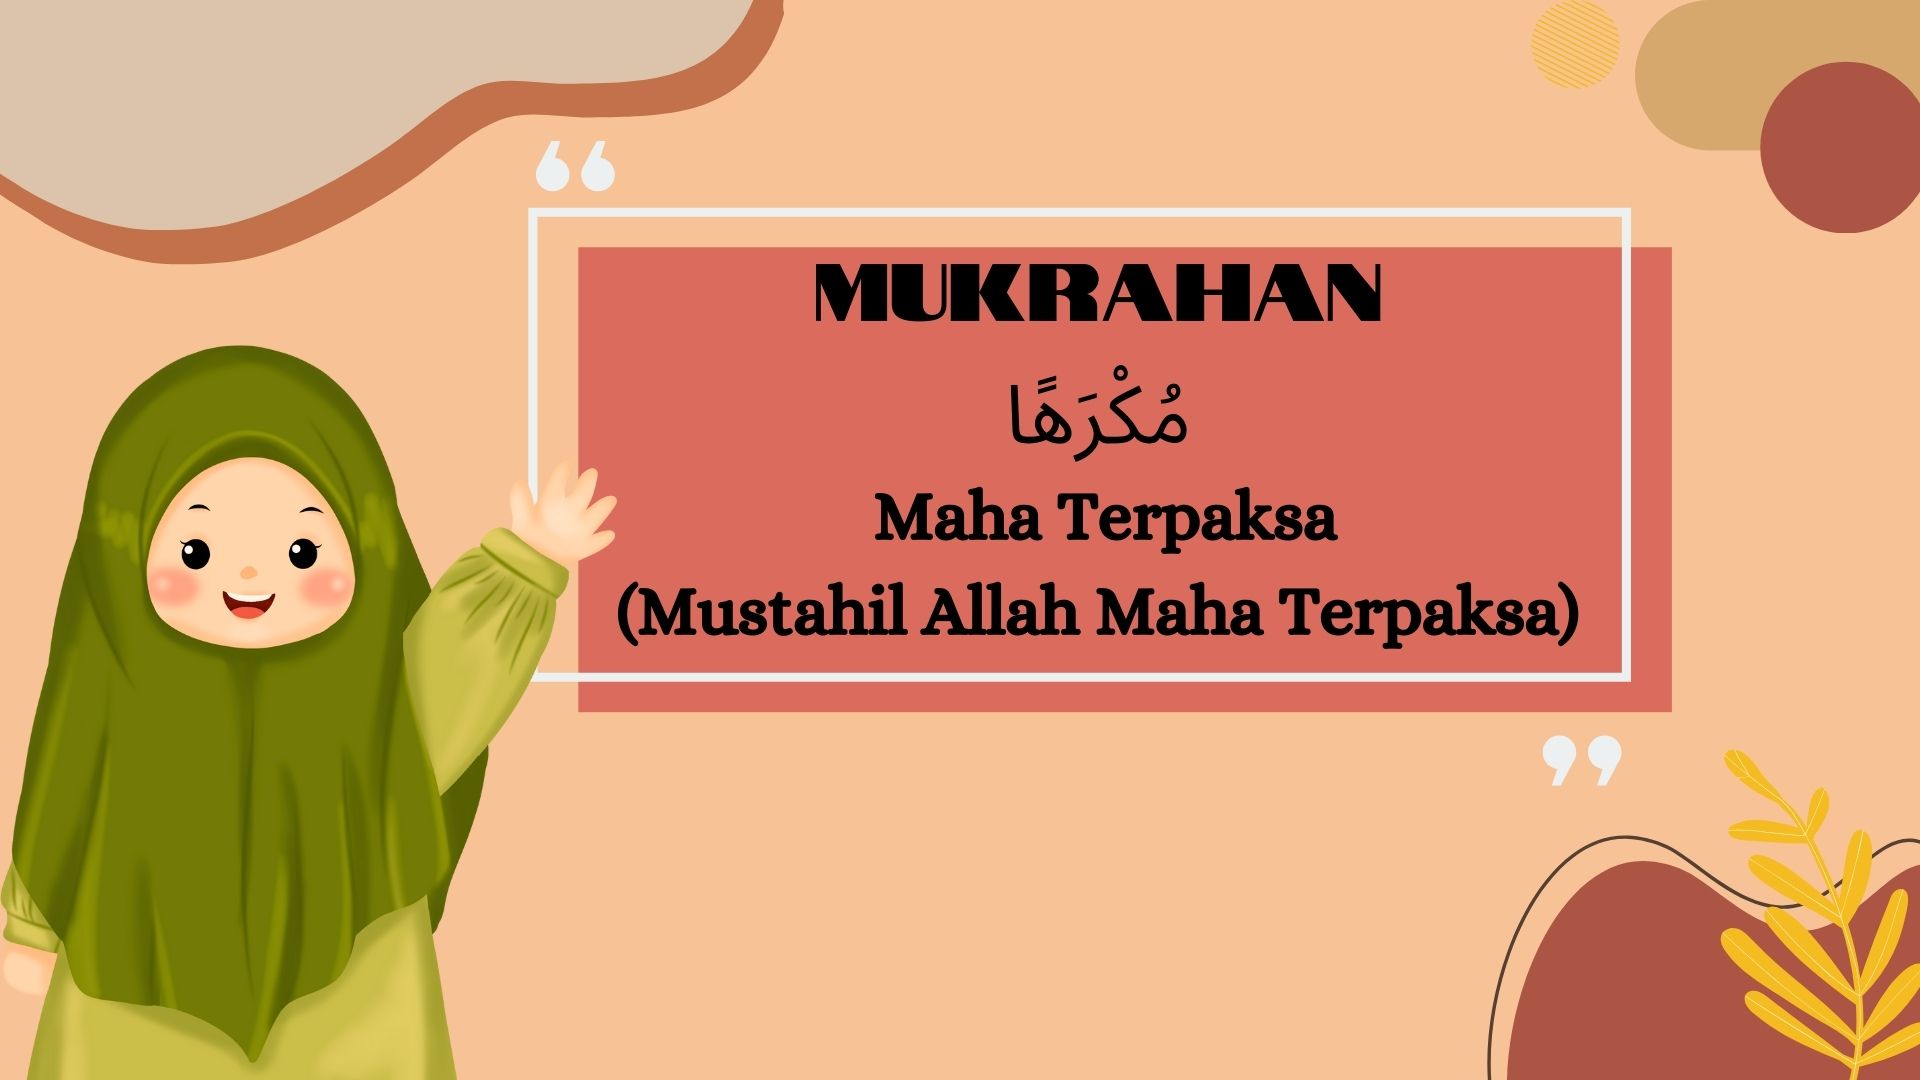 “
MUKRAHAN
مُكْرَهًا
Maha Terpaksa
(Mustahil Allah Maha Terpaksa)
”